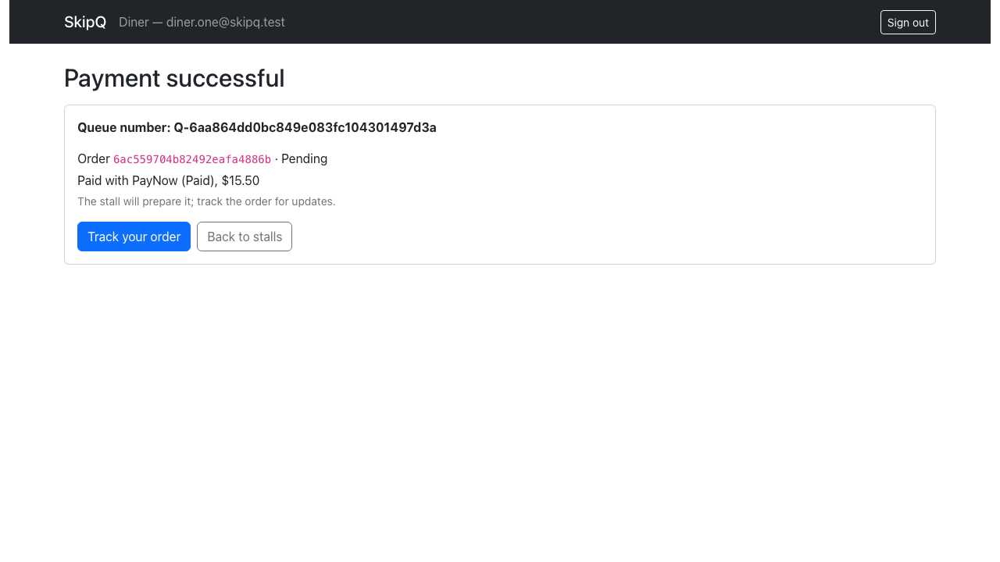 SkipQ Diner — diner.one@skipq.test Sign out
Payment successful
Queue number: Q-6aa864dd0bc849e083fc104301497d3a
Order 6ac559704b82492eafa4886b · Pending
Paid with PayNow (Paid), $15.50
The stall will prepare it; track the order for updates.
Track your order Back to stalls